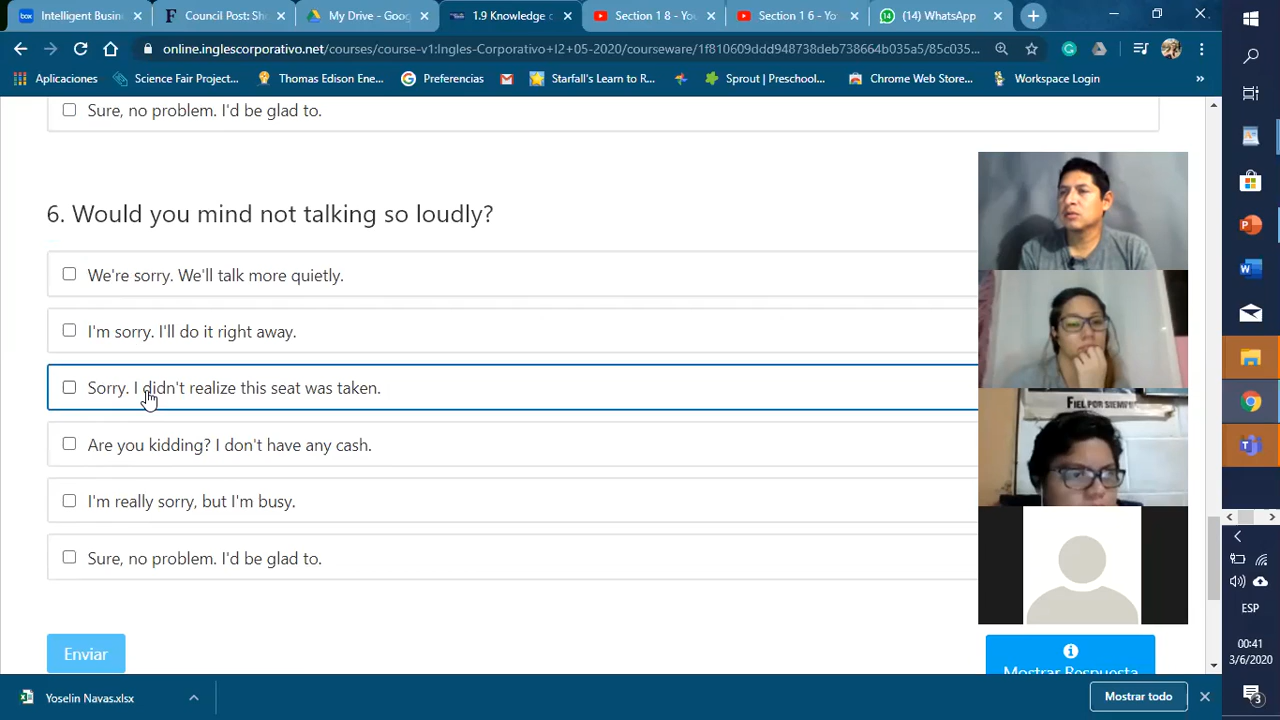 Intelligent Busin
Council Post: Sh
My Drive - Goog
1.9 Knowledge c
Section 1 8 - Yo
Section 1 6 - Yo
(14) WhatsApp
online.inglescorporativo.net/courses/course-v1:Ingles-Corporativo+I2+05-2020/courseware/1f810609ddd948738deb738664b035a5/85c035...
Aplicaciones
Science Fair Project...
Thomas Edison Ene...
Preferencias
Starfall's Learn to R...
Sprout | Preschool...
Chrome Web Store...
Workspace Login
»
Sure, no problem. I'd be glad to.
6. Would you mind not talking so loudly?
We're sorry. We'll talk more quietly.
I'm sorry. I'll do it right away.
Sorry. I didn't realize this seat was taken.
Are you kidding? I don't have any cash.
I'm really sorry, but I'm busy.
Sure, no problem. I'd be glad to.
FIEL POR SIEMPRE
Enviar
Mostrar Respuesta
ESP
00:41
3/6/2020
3
Yoselin Navas.xlsx
Mostrar todo